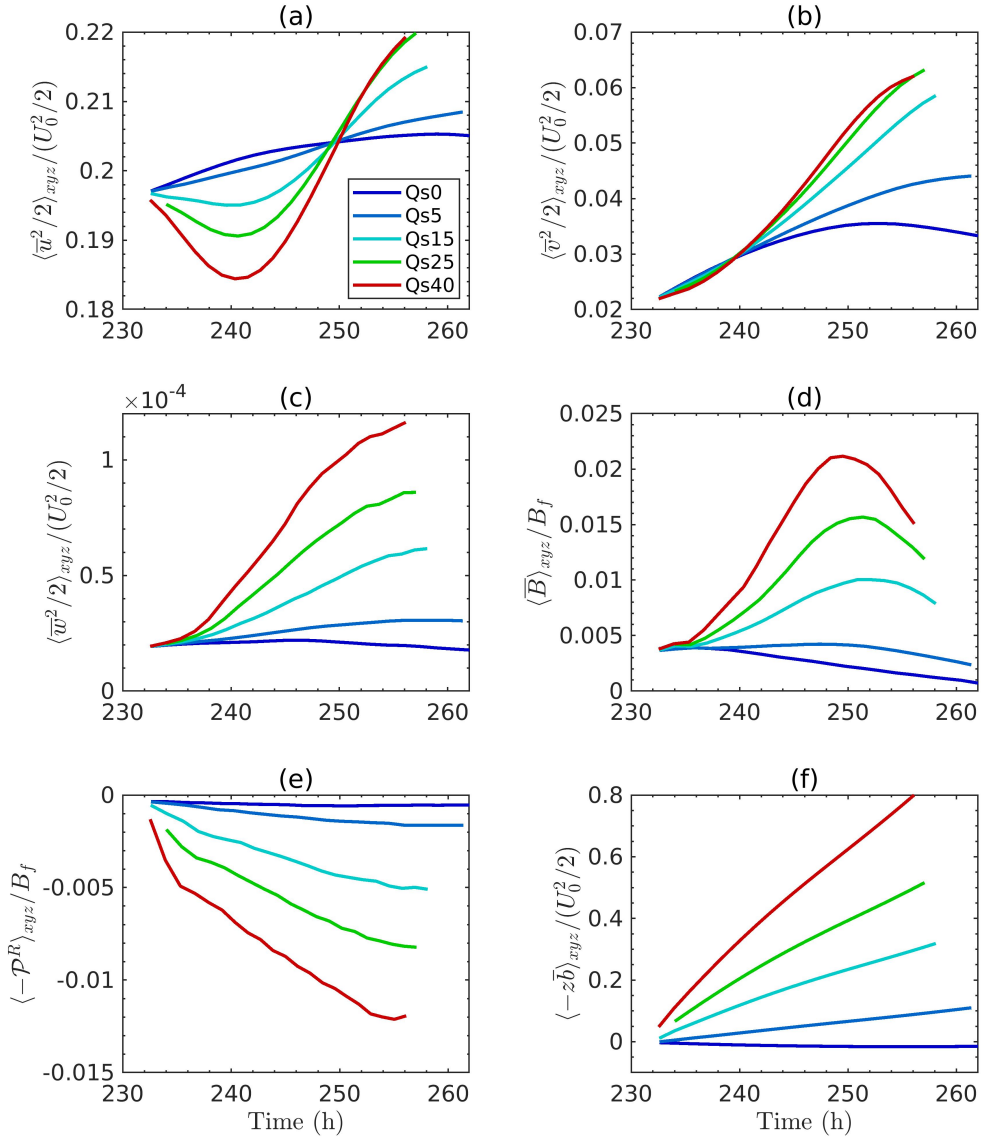 (a)
0.22
0.21
0.2
0.19
0.18
230 240 250 260
⟨u̅²/2⟩xyz/(U₀²/2)
Qs0
Qs5
Qs15
Qs25
Qs40
(b)
0.07
0.06
0.05
0.04
0.03
0.02
230 240 250 260
⟨v̅²/2⟩xyz/(U₀²/2)
(c)
×10⁻⁴
1
0.5
0
230 240 250 260
⟨w̅²/2⟩xyz/(U₀²/2)
(d)
0.025
0.02
0.015
0.01
0.005
0
230 240 250 260
⟨B̅⟩xyz/Bf
(e)
0
-0.005
-0.01
-0.015
230 240 250 260
⟨−𝒫ᴿ⟩xyz/Bf
Time (h)
(f)
0.8
0.6
0.4
0.2
0
230 240 250 260
⟨−zb̅⟩xyz/(U₀²/2)
Time (h)